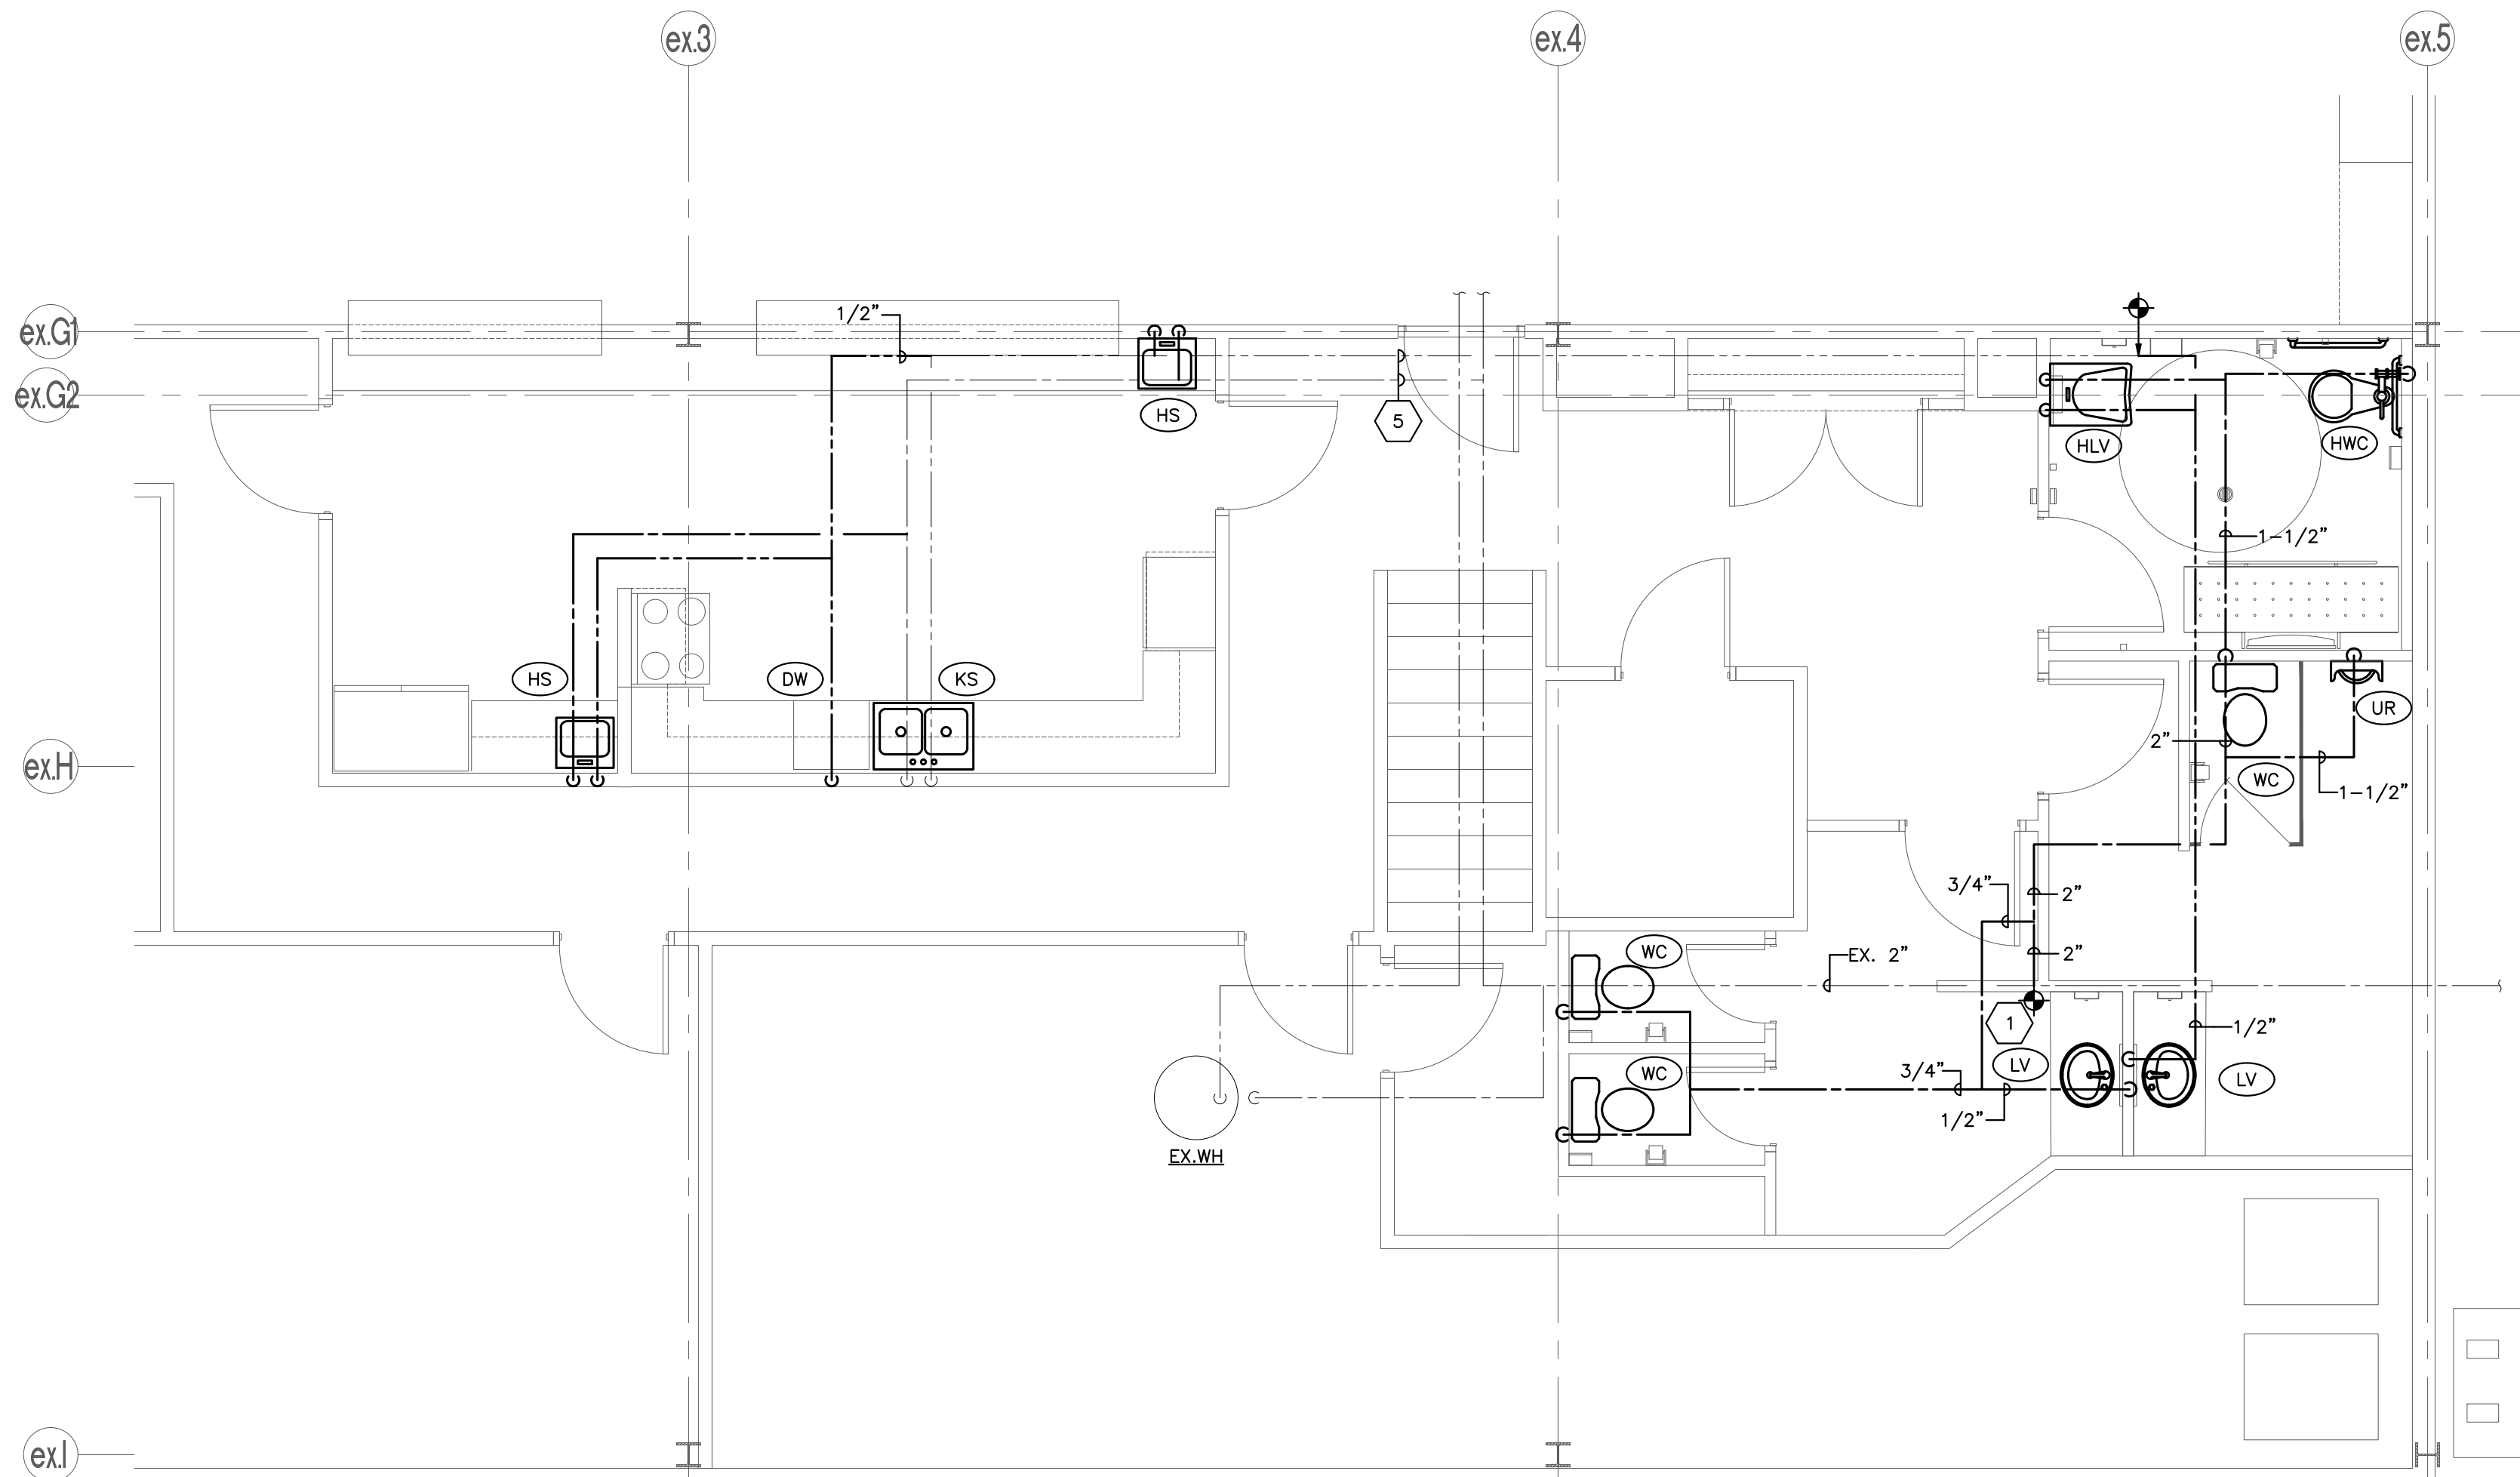 ex.3
ex.4
ex.5
ex.G1
1/2”
ex.G2
HS
5
HLV
HWC
1-1/2”
HS
DW
KS
UR
2”
ex.H
WC
1-1/2”
3/4”
2”
WC
EX. 2”
2”
1
1/2”
LV
WC
3/4”
LV
1/2”
EX.WH
ex.I